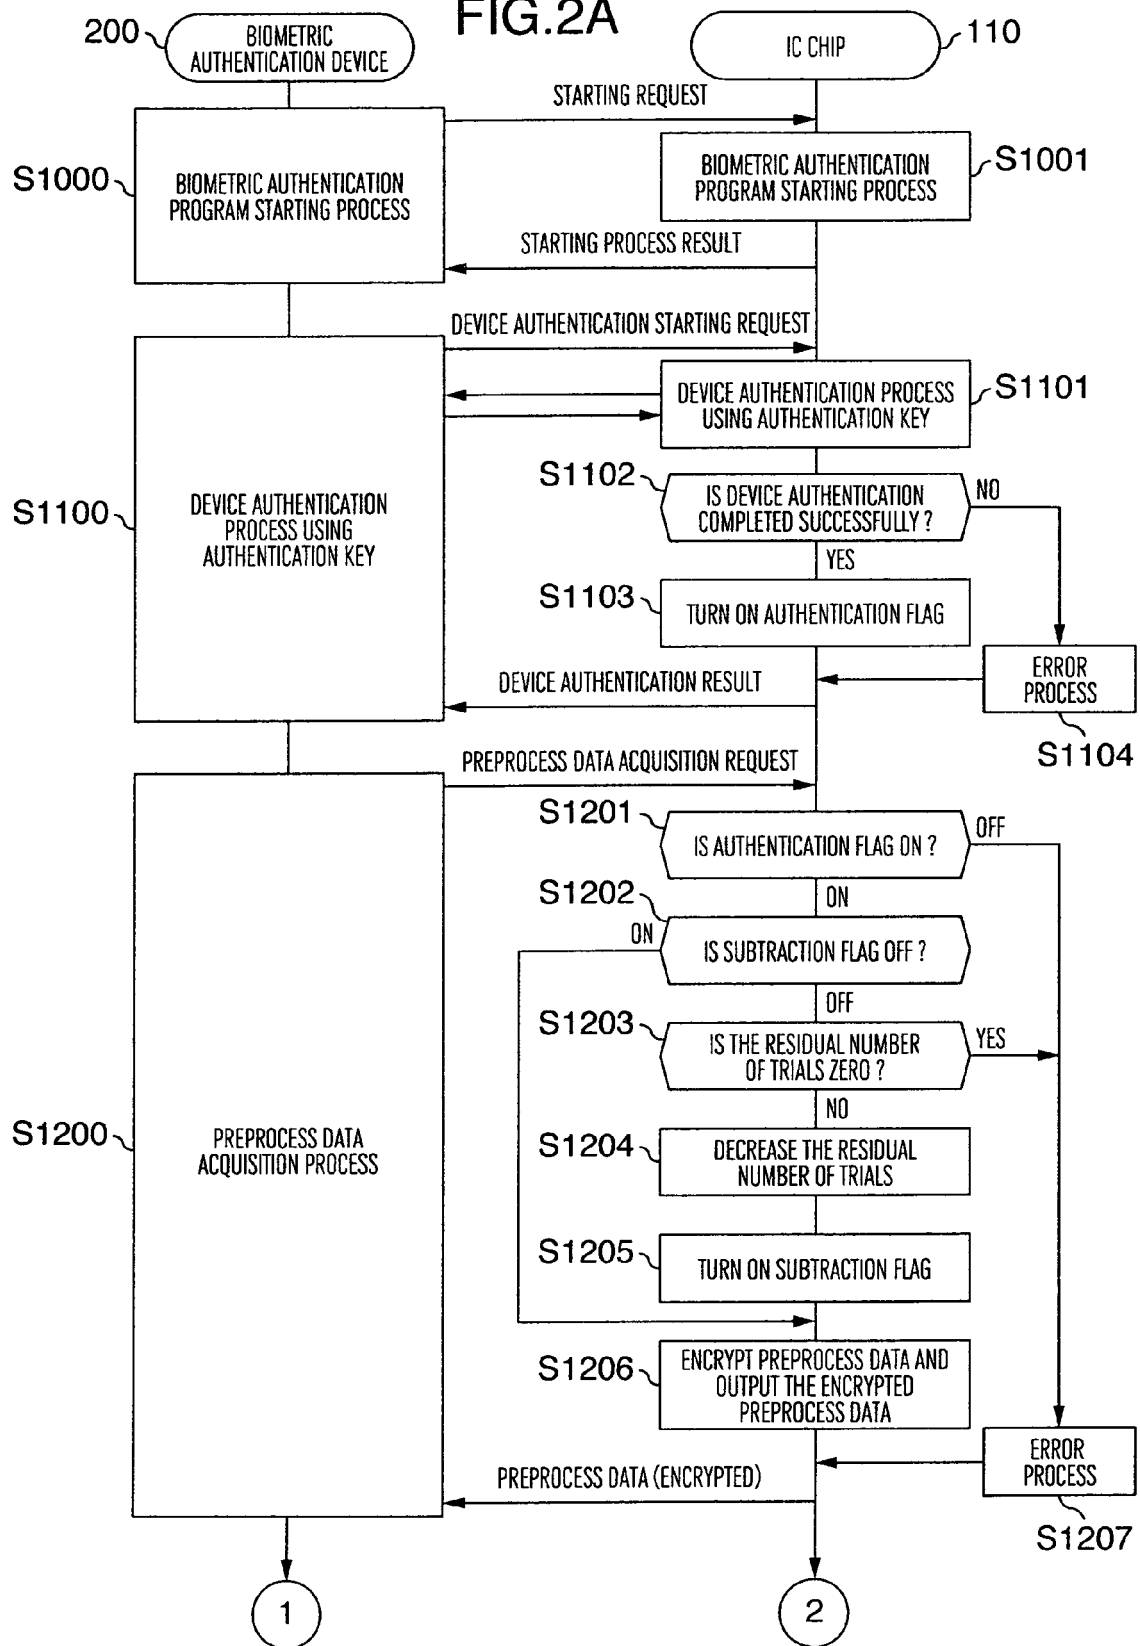 FIG.2A
200
BIOMETRIC
AUTHENTICATION DEVICE
IC CHIP
110
STARTING REQUEST
S1000
BIOMETRIC AUTHENTICATION
PROGRAM STARTING PROCESS
BIOMETRIC AUTHENTICATION
PROGRAM STARTING PROCESS
S1001
STARTING PROCESS RESULT
DEVICE AUTHENTICATION STARTING REQUEST
DEVICE AUTHENTICATION PROCESS
USING AUTHENTICATION KEY
S1101
S1100
DEVICE AUTHENTICATION
PROCESS USING
AUTHENTICATION KEY
S1102
IS DEVICE AUTHENTICATION
COMPLETED SUCCESSFULLY ?
NO
YES
S1103
TURN ON AUTHENTICATION FLAG
ERROR
PROCESS
S1104
DEVICE AUTHENTICATION RESULT
PREPROCESS DATA ACQUISITION REQUEST
S1201
IS AUTHENTICATION FLAG ON ?
OFF
ON
S1202
ON
IS SUBTRACTION FLAG OFF ?
OFF
S1203
IS THE RESIDUAL NUMBER
OF TRIALS ZERO ?
YES
NO
S1200
PREPROCESS DATA
ACQUISITION PROCESS
S1204
DECREASE THE RESIDUAL
NUMBER OF TRIALS
S1205
TURN ON SUBTRACTION FLAG
S1206
ENCRYPT PREPROCESS DATA AND
OUTPUT THE ENCRYPTED
PREPROCESS DATA
ERROR
PROCESS
S1207
PREPROCESS DATA (ENCRYPTED)
1
2